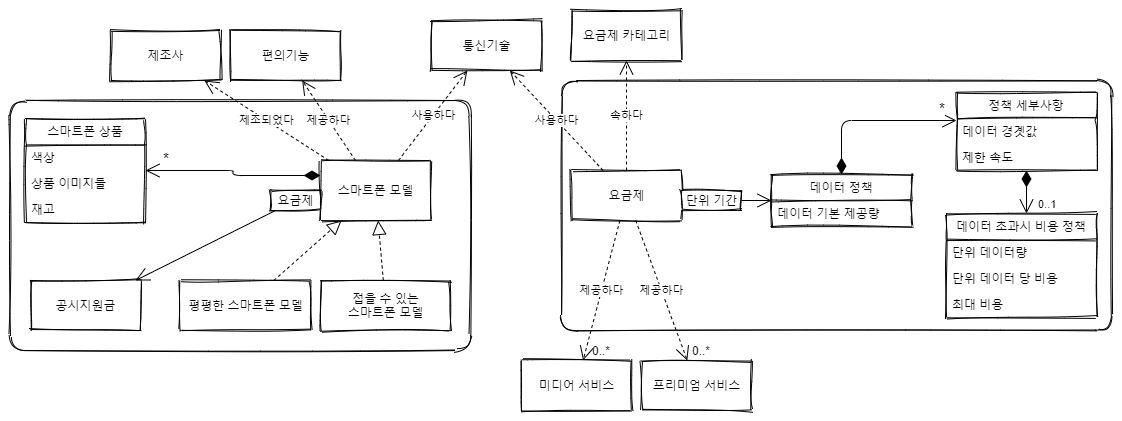 요금제 카테고리
제조사
편의기능
통신기술
제조되었다
제공하다
사용하다
사용하다
속하다
스마트폰 상품
색상
상품 이미지들
재고
*
스마트폰 모델
요금제
공시지원금
평평한 스마트폰 모델
접을 수 있는
스마트폰 모델
요금제
단위 기간
데이터 정책
데이터 기본 제공량
*
정책 세부사항
데이터 경곗값
제한 속도
0..1
데이터 초과시 비용 정책
단위 데이터량
단위 데이터 당 비용
최대 비용
제공하다
제공하다
0..*
0..*
미디어 서비스
프리미엄 서비스